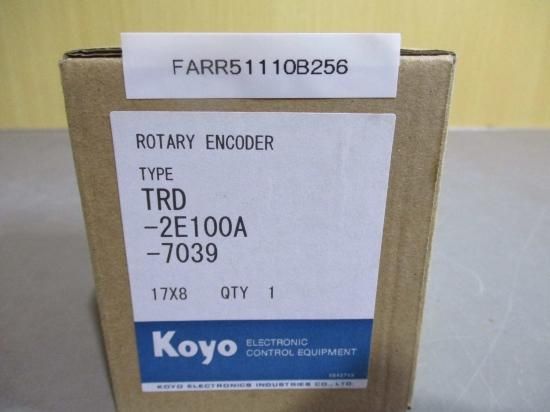 FARR51110B256
ROTARY ENCODER
TYPE
TRD
-2E100A
-7039
17X8 QTY 1
Koyo ELECTRONIC
CONTROL EQUIPMENT
KOYO ELECTRONICS INDUSTRIES CO., LTD.